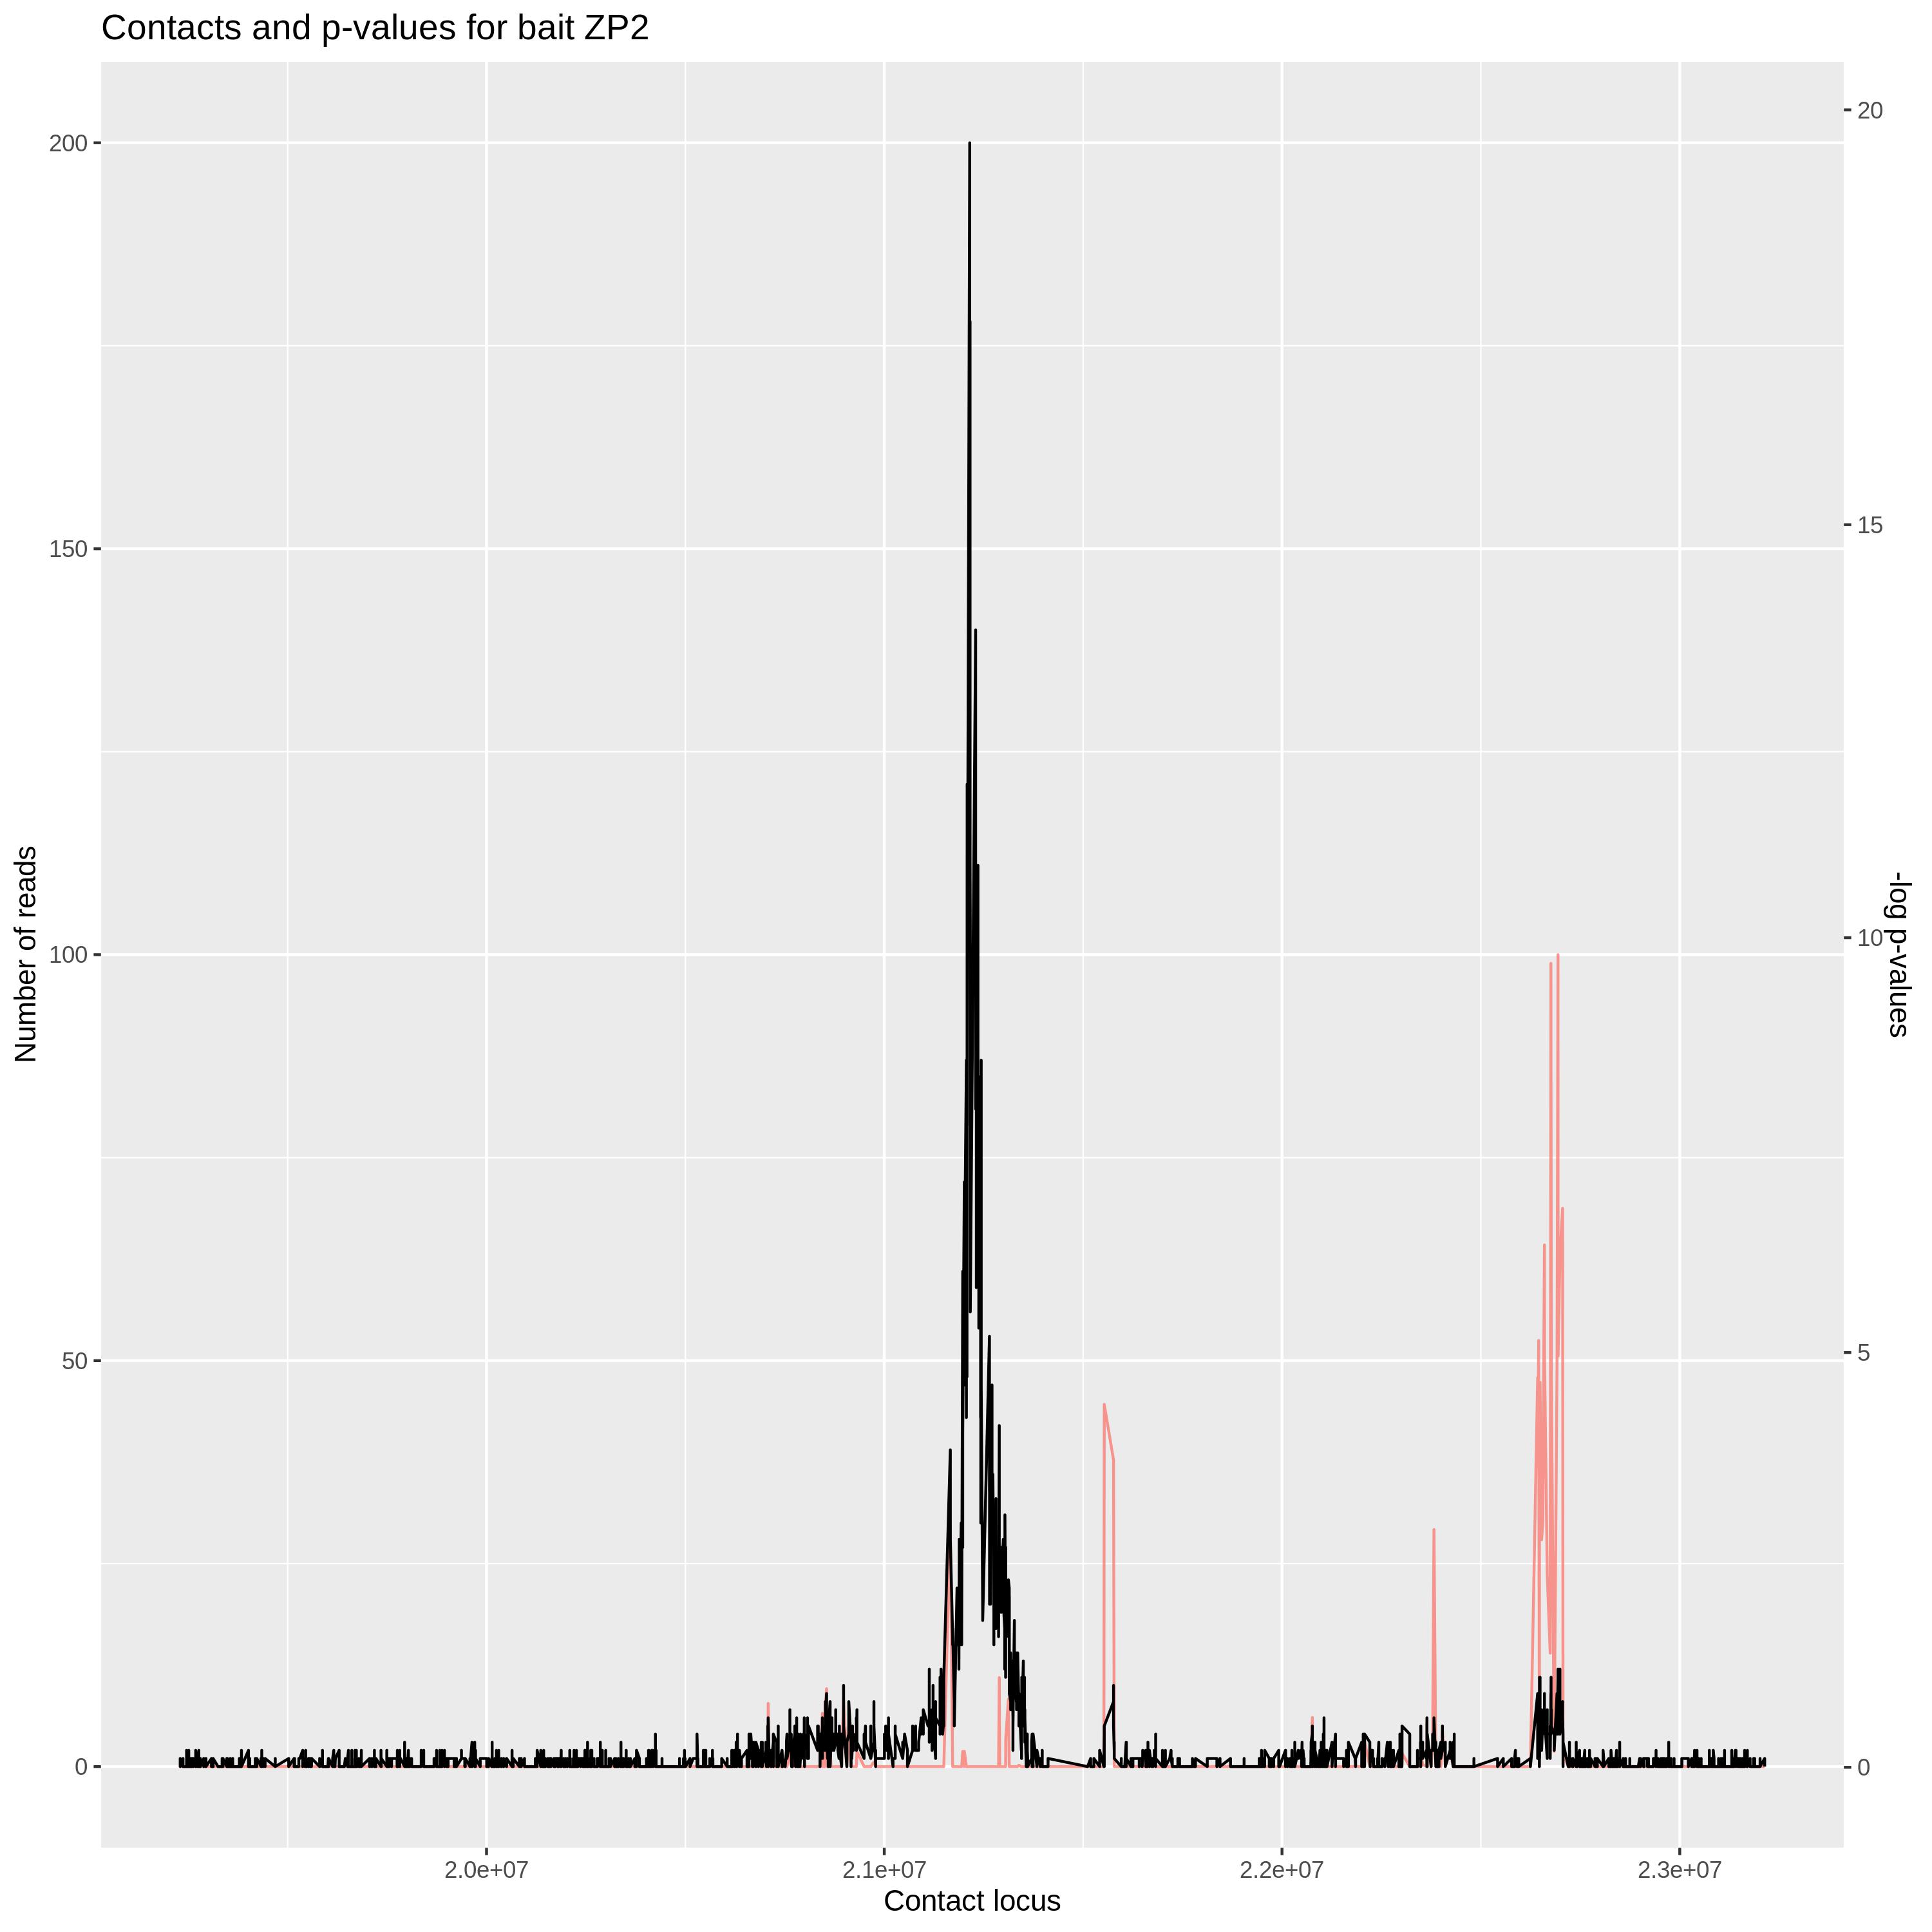 Contacts and p-values for bait ZP2
200
150
100
50
0
Number of reads
20
15
10
5
0
-log p-values
2.0e+07
2.1e+07
2.2e+07
2.3e+07
Contact locus